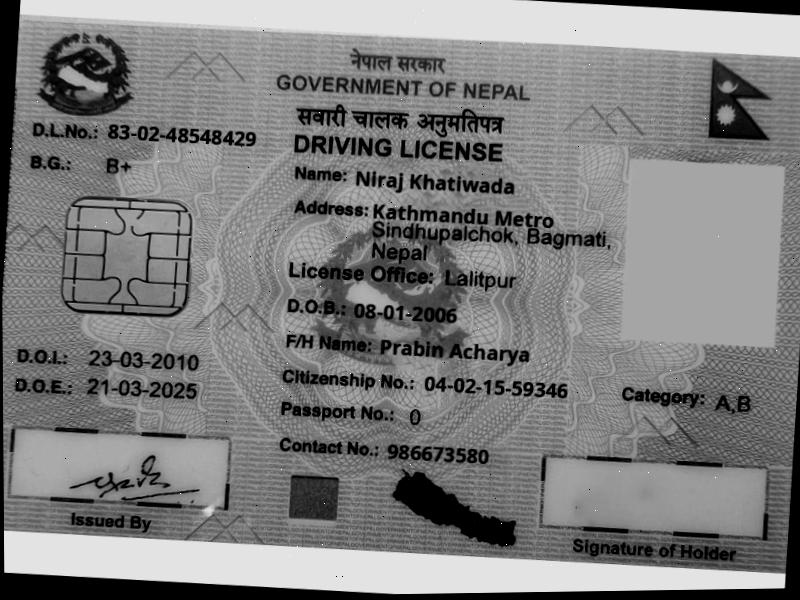 नेपाल सरकार
GOVERNMENT OF NEPAL
सवारी चालक अनुमतिपत्र
DRIVING LICENSE
D.L.No.: 83-02-48548429
B.G.: B+
Name: Niraj Khatiwada
Address: Kathmandu Metro
Sindhupalchok, Bagmati,
Nepal
License Office: Lalitpur
D.O.B.: 08-01-2006
F/H Name: Prabin Acharya
D.O.I.: 23-03-2010
D.O.E.: 21-03-2025
Citizenship No.: 04-02-15-59346
Category: A,B
Passport No.: 0
Contact No.: 986673580
Issued By
Signature of Holder